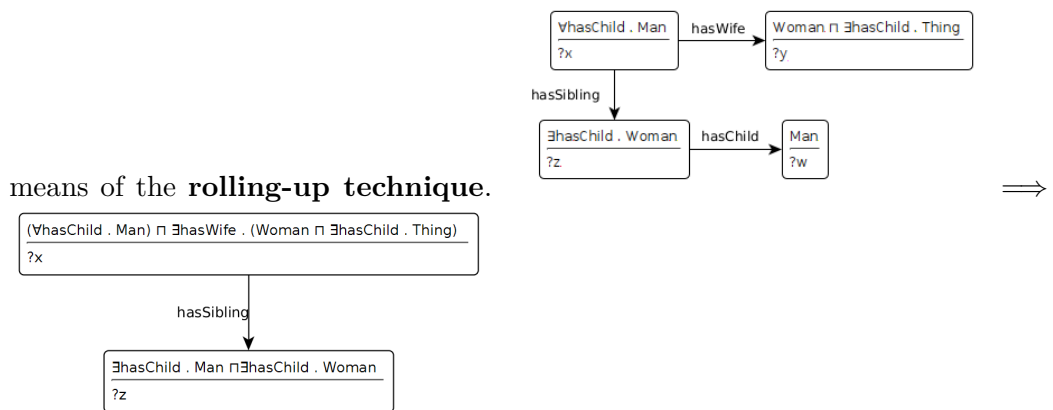 ∀hasChild . Man
?x
hasWife
Woman ⊓ ∃hasChild . Thing
?y
hasSibling
∃hasChild . Woman
?z
hasChild
Man
?w
means of the rolling-up technique.
⟹
(∀hasChild . Man) ⊓ ∃hasWife . (Woman ⊓ ∃hasChild . Thing)
?x
hasSibling
∃hasChild . Man ⊓∃hasChild . Woman
?z